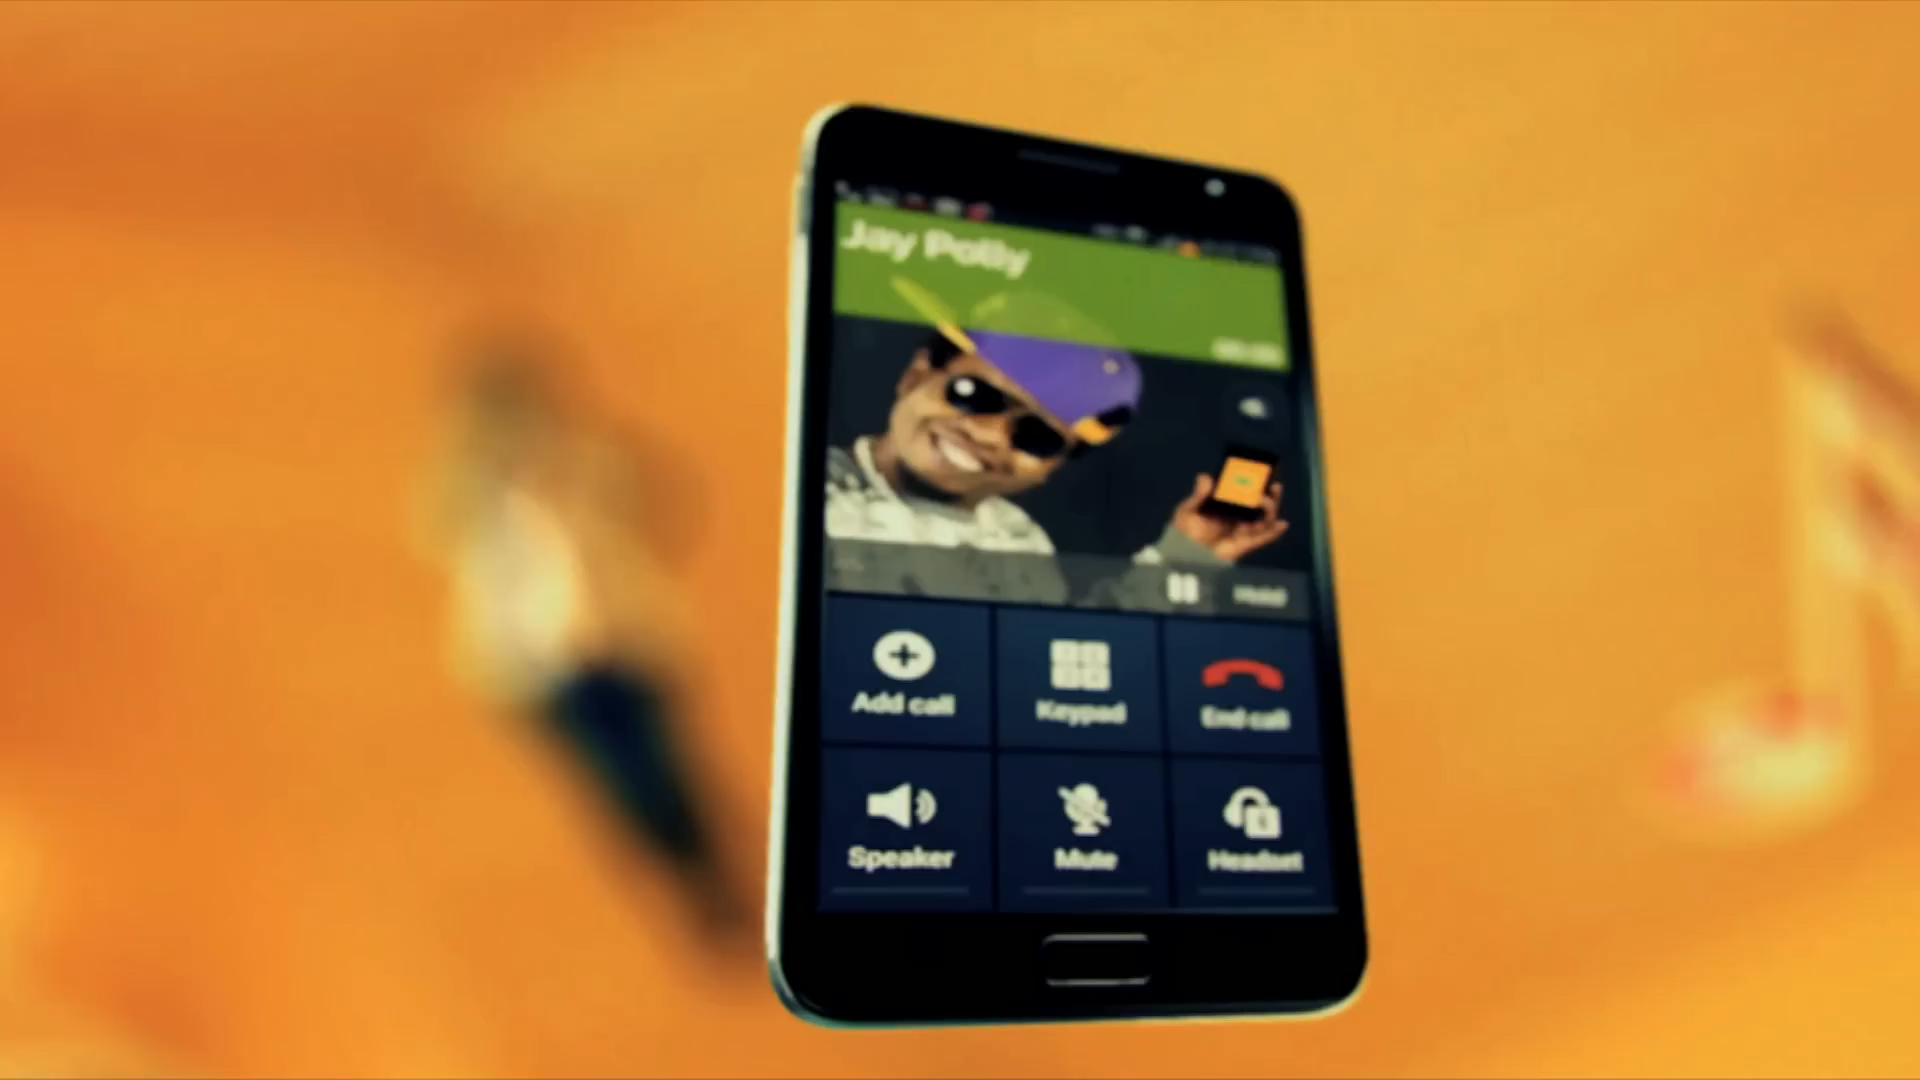 Jay Polly
Hold
Add call
Keypad
End call
Speaker
Mute
Headset